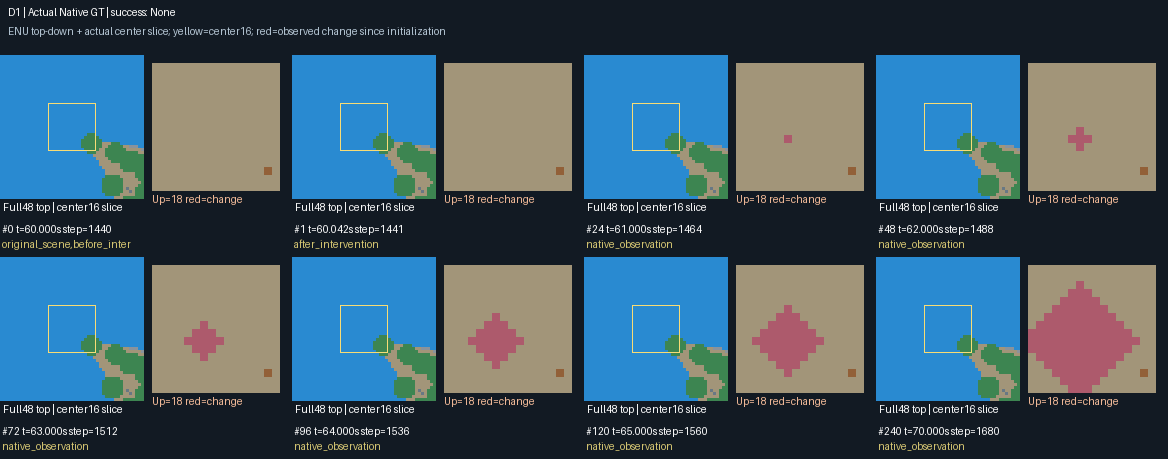 D1 | Actual Native GT | success: None
ENU top-down + actual center slice; yellow=center16; red=observed change since initialization
Up=18 red=change
Up=18 red=change
Up=18 red=change
Up=18 red=change
Full48 top | center16 slice
Full48 top | center16 slice
Full48 top | center16 slice
Full48 top | center16 slice
#0 t=60.000s step=1440
#1 t=60.042s step=1441
#24 t=61.000s step=1464
#48 t=62.000s step=1488
original_scene,before_inter
after_intervention
native_observation
native_observation
Up=18 red=change
Up=18 red=change
Up=18 red=change
Up=18 red=change
Full48 top | center16 slice
Full48 top | center16 slice
Full48 top | center16 slice
Full48 top | center16 slice
#72 t=63.000s step=1512
#96 t=64.000s step=1536
#120 t=65.000s step=1560
#240 t=70.000s step=1680
native_observation
native_observation
native_observation
native_observation